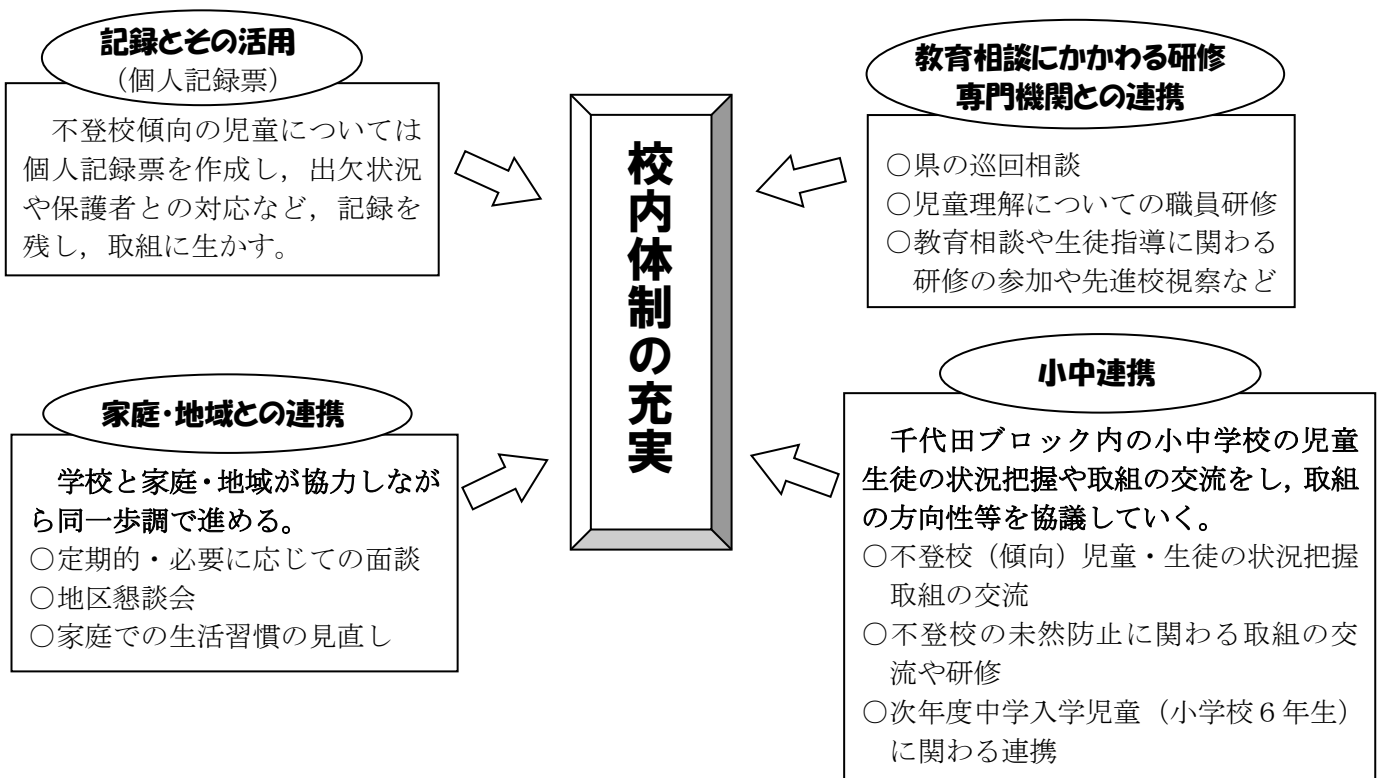 記録とその活用
（個人記録票）
不登校傾向の児童については
個人記録票を作成し，出欠状況
や保護者との対応など，記録を
残し，取組に生かす。
教育相談にかかわる研修
専門機関との連携
○県の巡回相談
○児童理解についての職員研修
○教育相談や生徒指導に関わる
研修の参加や先進校視察など
校内体制の充実
家庭・地域との連携
学校と家庭・地域が協力しなが
ら同一歩調で進める。
○定期的・必要に応じての面談
○地区懇談会
○家庭での生活習慣の見直し
小中連携
千代田ブロック内の小中学校の児童
生徒の状況把握や取組の交流をし，取組
の方向性等を協議していく。
○不登校（傾向）児童・生徒の状況把握
取組の交流
○不登校の未然防止に関わる取組の交
流や研修
○次年度中学入学児童（小学校６年生）
に関わる連携